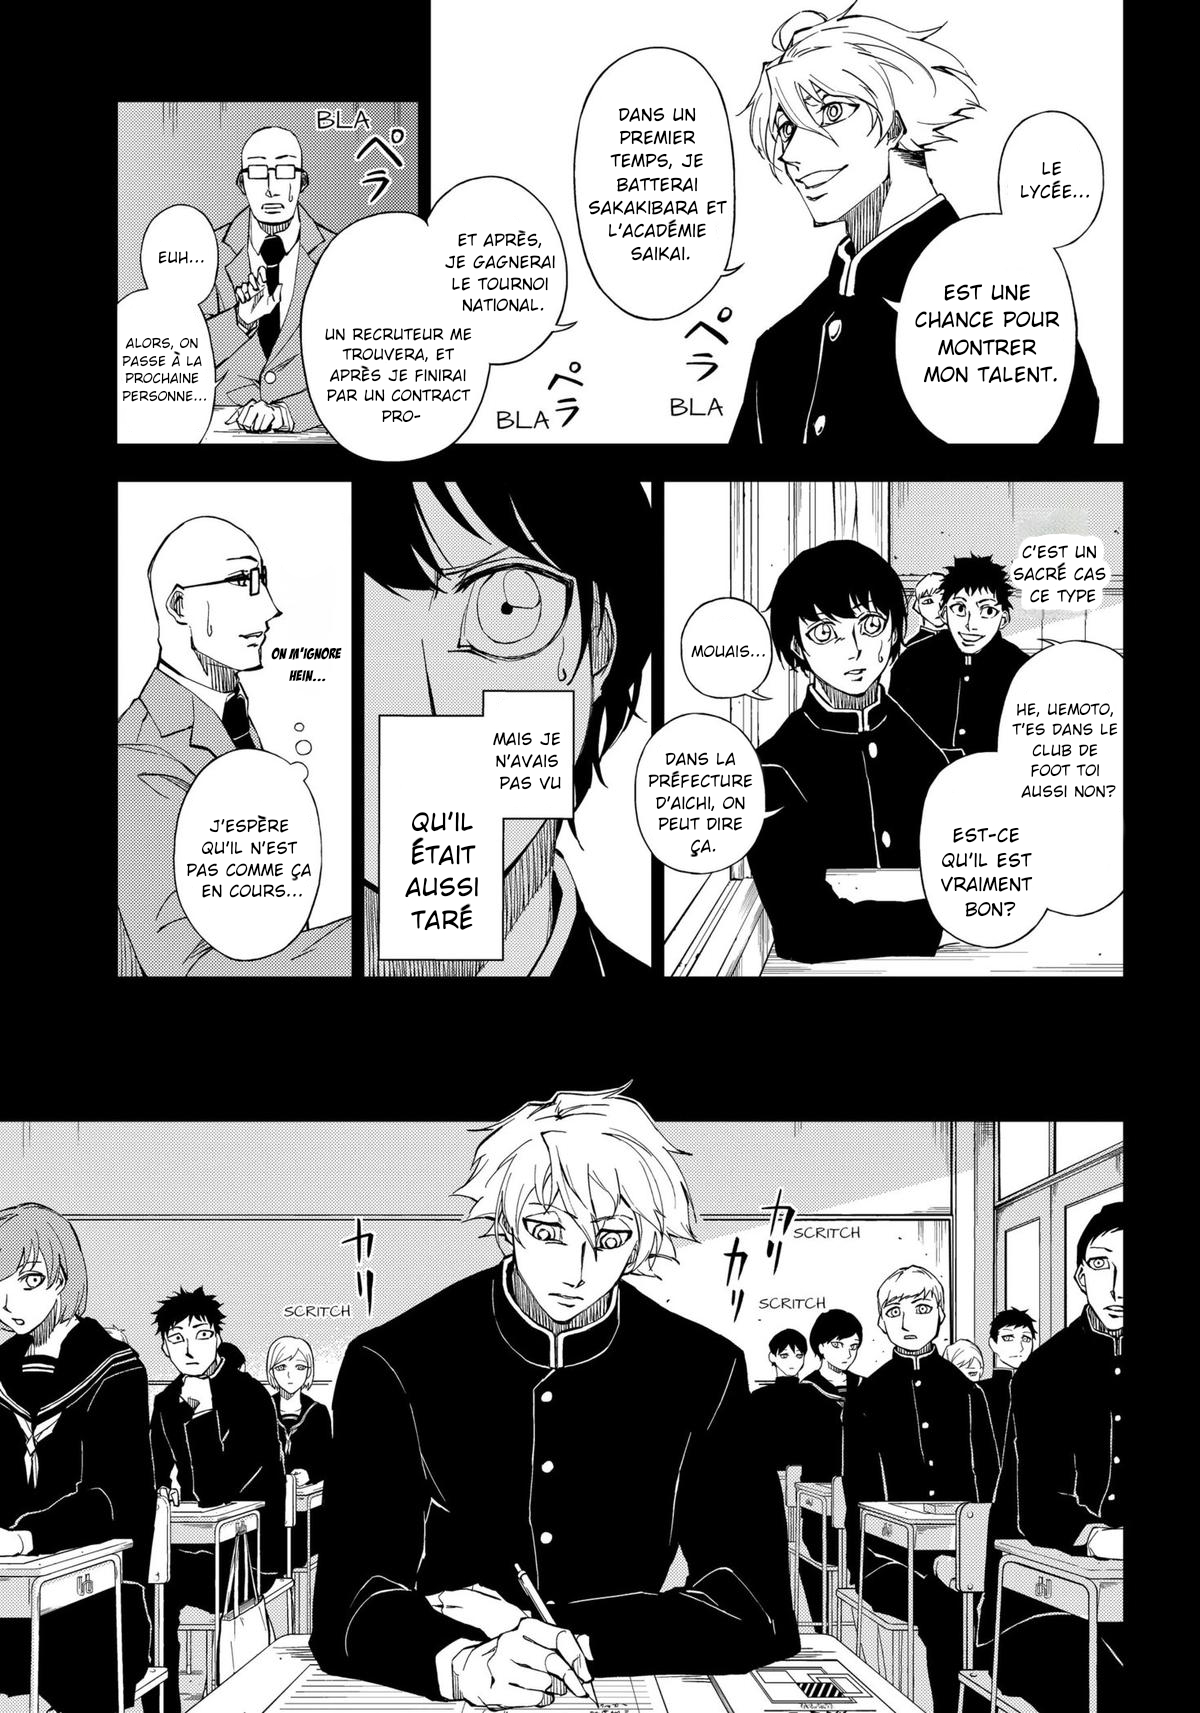 LE
LYCÉE...
EST UNE
CHANCE POUR
MONTRER
MON TALENT.
DANS UN
PREMIER
TEMPS, JE
BATTERAI
SAKAKIBARA ET
L'ACADÉMIE
SAIKAI.
ペラ
BLA
ET APRÈS,
JE GAGNERAI
LE TOURNOI
NATIONAL.
UN RECRUTEUR ME
TROUVERA, ET
APRÈS JE FINIRAI
PAR UN CONTRACT
PRO-
ペラ
BLA
BLA
ペラ
EUH...
ALORS, ON
PASSE À LA
PROCHAINE
PERSONNE...
C'EST UN
SACRÉ CAS
CE TYPE
HE, UEMOTO,
T'ES DANS LE
CLUB DE
FOOT TOI
AUSSI NON?
EST-CE
QU'IL EST
VRAIMENT
BON?
MOUAIS...
DANS LA
PRÉFECTURE
D'AICHI, ON
PEUT DIRE
ÇA.
MAIS JE
N'AVAIS
PAS VU
QU'IL
ÉTAIT
AUSSI
TARÉ
ON M'IGNORE
HEIN...
J'ESPÈRE
QU'IL N'EST
PAS COMME ÇA
EN COURS...
カリ
SCRITCH
カリ
SCRITCH
カリ
SCRITCH